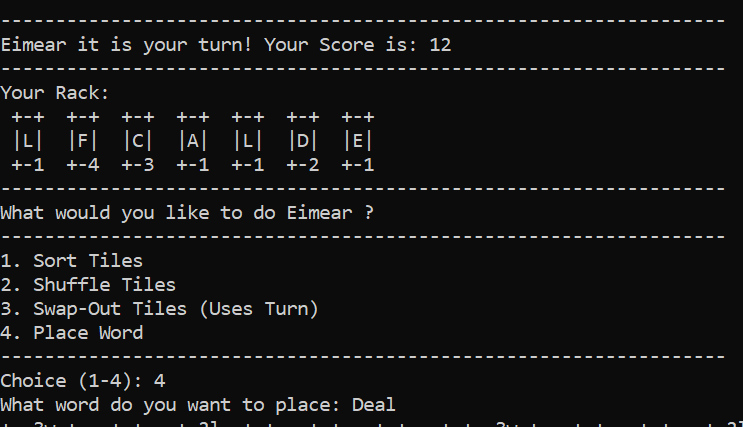 ------------------------------------------------------------------
Eimear it is your turn! Your Score is: 12
------------------------------------------------------------------
Your Rack:
 +-+  +-+  +-+  +-+  +-+  +-+  +-+
 |L|  |F|  |C|  |A|  |L|  |D|  |E|
 +-1  +-4  +-3  +-1  +-1  +-2  +-1
------------------------------------------------------------------
What would you like to do Eimear ?
------------------------------------------------------------------
1. Sort Tiles
2. Shuffle Tiles
3. Swap-Out Tiles (Uses Turn)
4. Place Word
------------------------------------------------------------------
Choice (1-4): 4
What word do you want to place: Deal